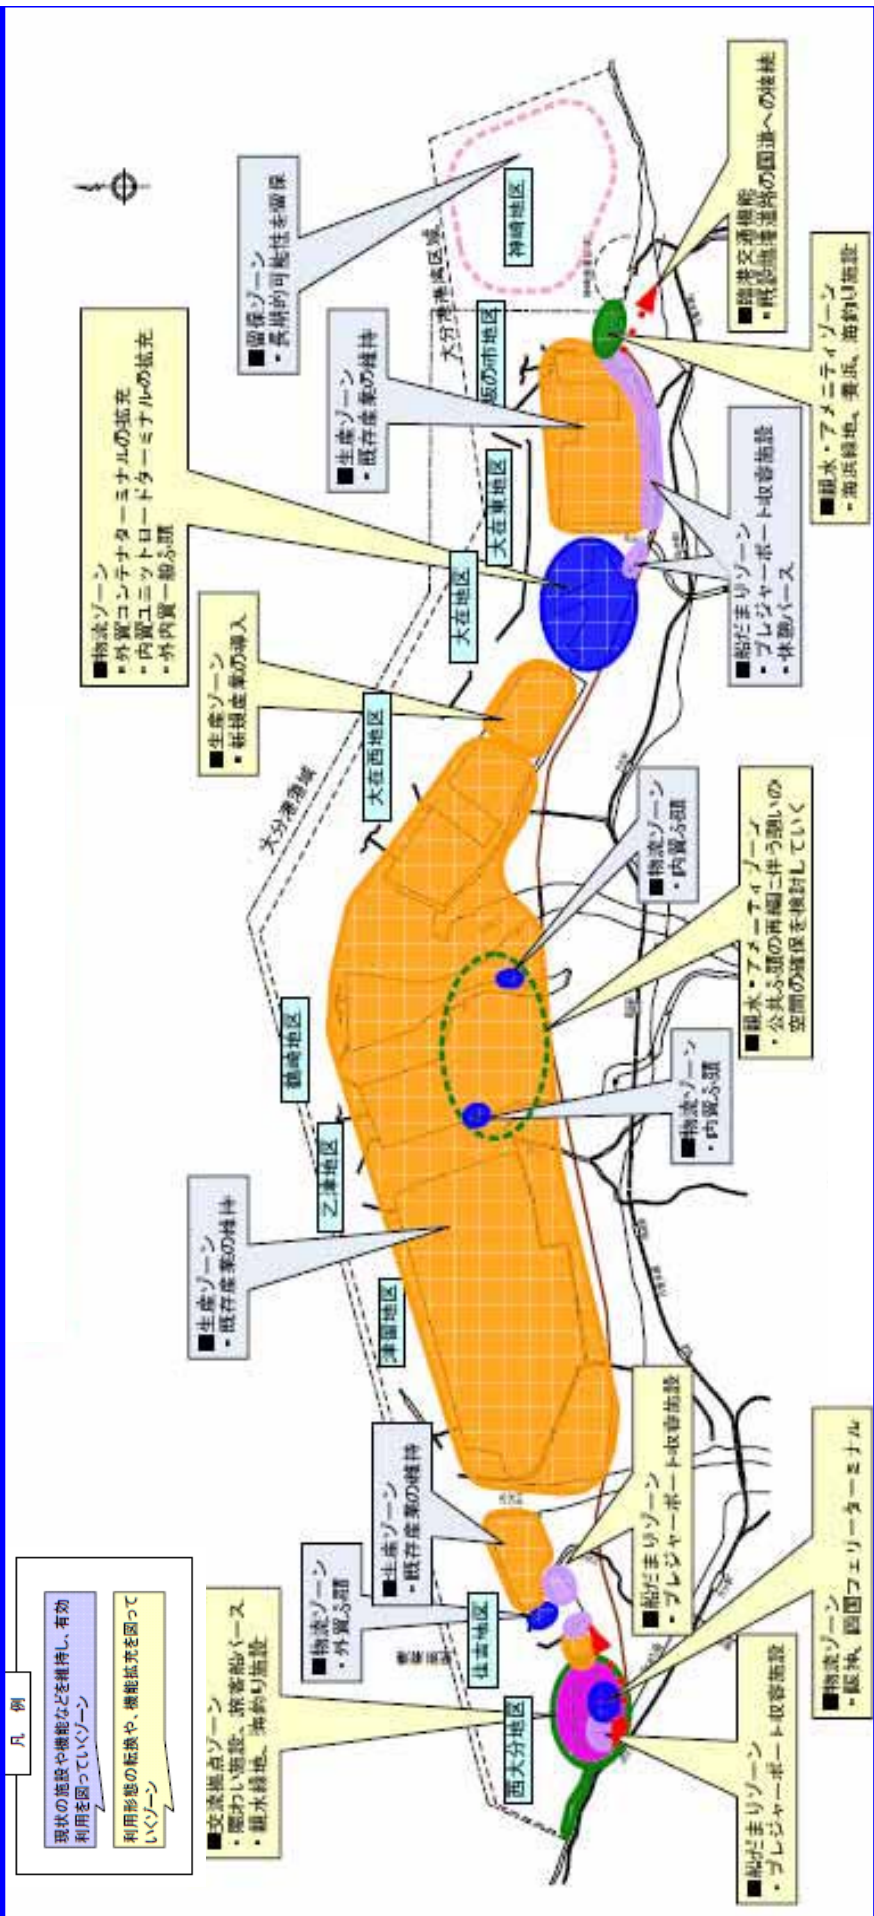 凡　例
現状の施設や機能などを維持し、有効
利用を図っていくゾーン
利用形態の転換や、機能拡充を図って
いくゾーン
■交流拠点ゾーン
・賑わい施設、旅客船バース
・親水緑地、海釣り施設
■物流ゾーン
・外貿ふ頭
■生産ゾーン
・既存産業の維持
■生産ゾーン
・既存産業の維持
■生産ゾーン
・新規産業の導入
■物流ゾーン
・外貿コンテナターミナルの拡充
・内貿ユニットロードターミナルの拡充
・外内貿一般ふ頭
■生産ゾーン
・既存産業の維持
■留保ゾーン
・長期的可能性を留保
西大分地区
住吉地区
津留地区
乙津地区
鶴崎地区
大在西地区
大在地区
大在東地区
坂の市地区
神崎地区
大分港港域
大分港港湾区域
■船だまりゾーン
・プレジャーボート収容施設
■物流ゾーン
・阪神、四国フェリーターミナル
■船だまりゾーン
・プレジャーボート収容施設
■物流ゾーン
・内貿ふ頭
■親水・アメニティゾーン
・公共ふ頭の再編に伴う憩いの
空間の確保を検討していく
■物流ゾーン
・内貿ふ頭
■船だまりゾーン
・プレジャーボート収容施設
・休憩バース
■親水・アメニティゾーン
・海浜緑地、養浜、海釣り施設
■臨港交通機能
・既設臨港道路の国道への接続